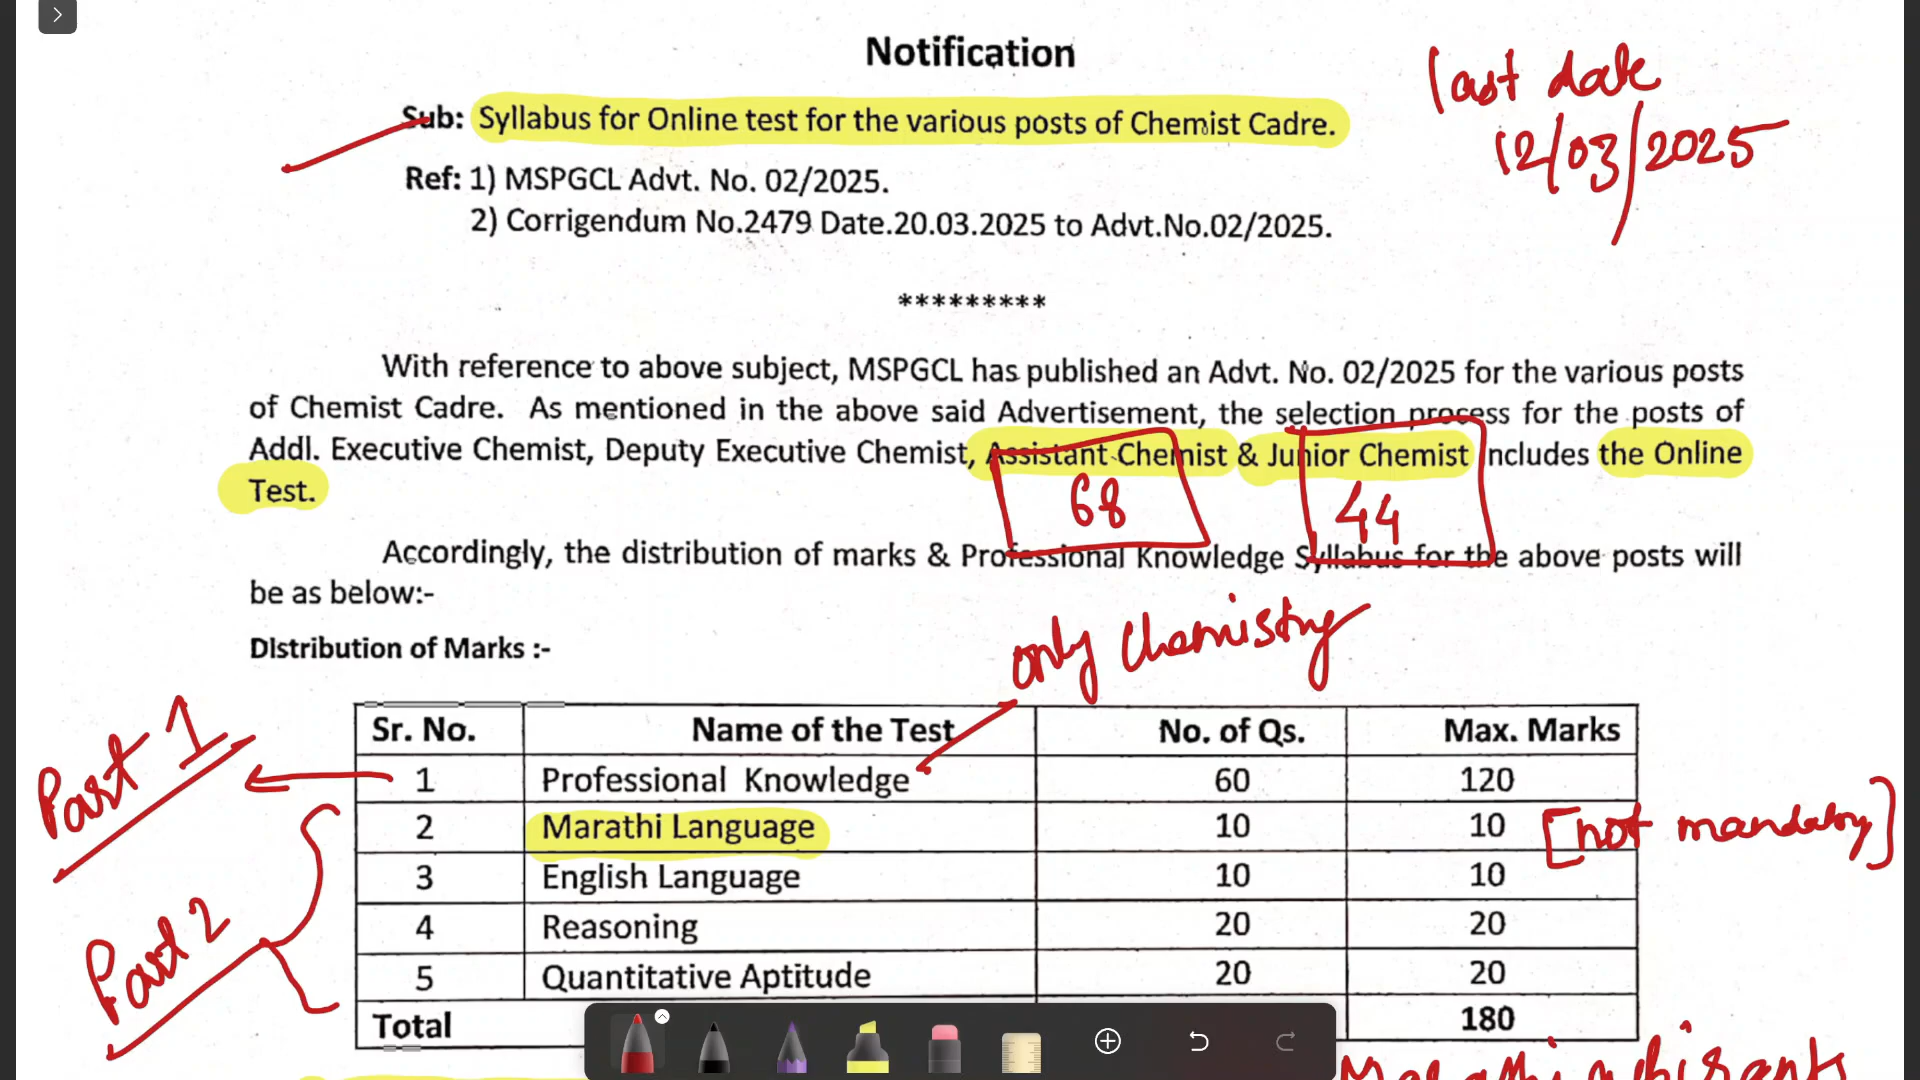 Notification
last date
12/03/2025
Sub: Syllabus for Online test for the various posts of Chemist Cadre.
Ref: 1) MSPGCL Advt. No. 02/2025.
2) Corrigendum No.2479 Date.20.03.2025 to Advt.No.02/2025.
*********
With reference to above subject, MSPGCL has published an Advt. No. 02/2025 for the various posts
of Chemist Cadre. As mentioned in the above said Advertisement, the selection process for the posts of
Addl. Executive Chemist, Deputy Executive Chemist, Assistant Chemist & Junior Chemist includes the Online
Test.
68 44
Accordingly, the distribution of marks & Professional Knowledge Syllabus for the above posts will
be as below:-
only chemistry
Distribution of Marks :-
Part 1
Sr. No. Name of the Test No. of Qs. Max. Marks
1 Professional Knowledge 60 120
2 Marathi Language 10 10 [not mandatory]
3 English Language 10 10
Part 2
4 Reasoning 20 20
5 Quantitative Aptitude 20 20
Total 180